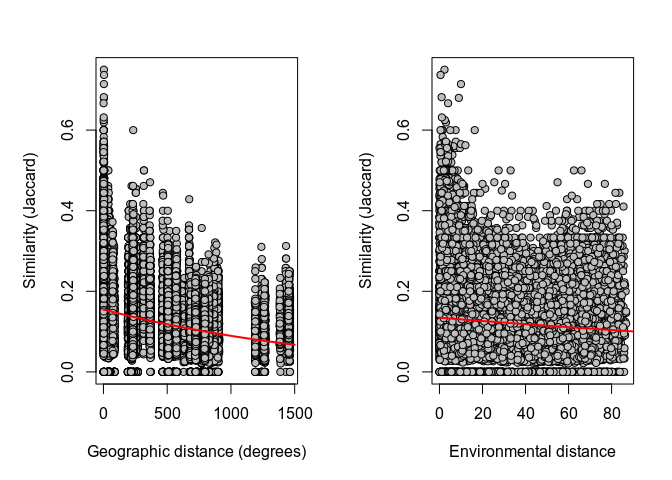 Similarity (Jaccard)
0.6
0.4
0.2
0.0
0 500 1000 1500
Geographic distance (degrees)
Similarity (Jaccard)
0.6
0.4
0.2
0.0
0 20 40 60 80
Environmental distance